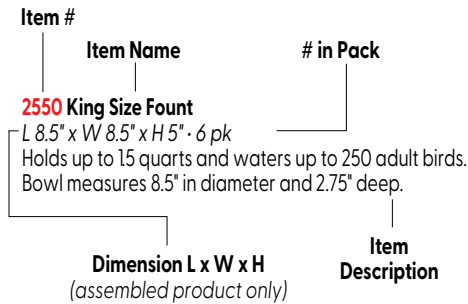 Item #
Item Name
# in Pack
2550 King Size Fount
L 8.5" x W 8.5" x H 5" · 6 pk
Holds up to 15 quarts and waters up to 250 adult birds.
Bowl measures 8.5" in diameter and 2.75" deep.
Dimension L x W x H
(assembled product only)
Item
Description